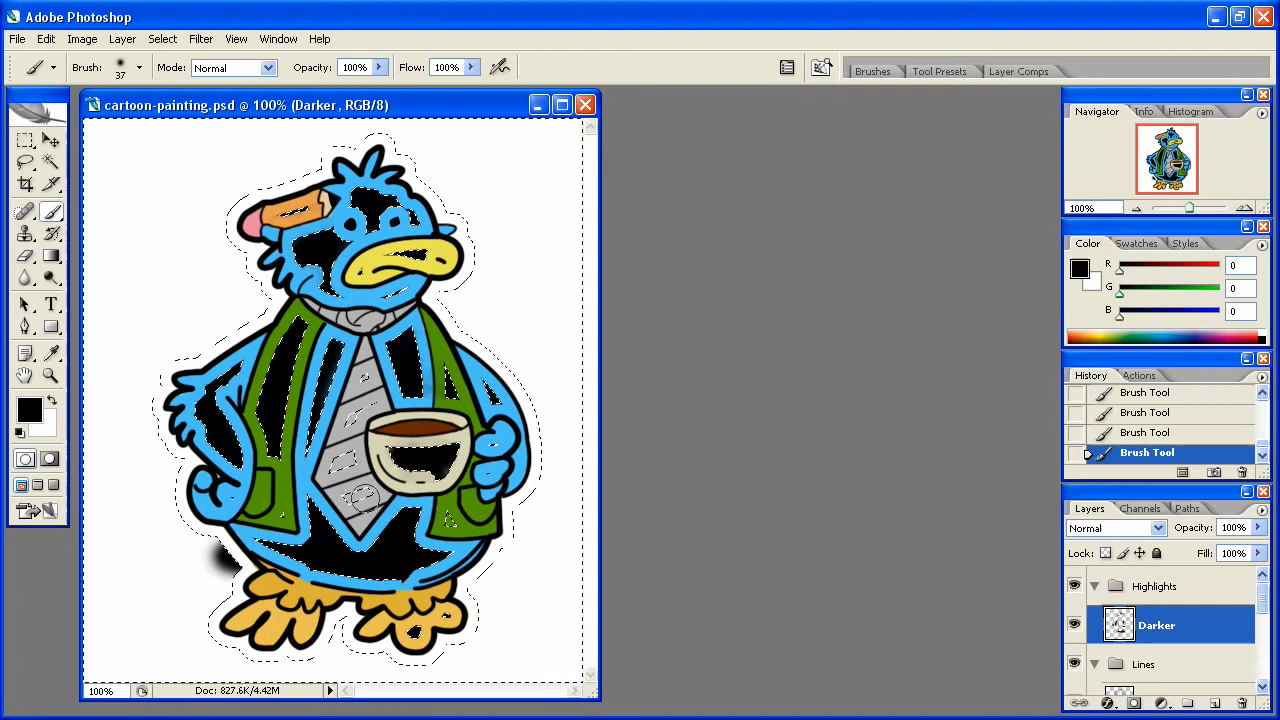 Adobe Photoshop
File Edit Image Layer Select Filter View Window Help
Brush: 37 Mode: Normal Opacity: 100% Flow: 100% Brushes Tool Presets Layer Comps
cartoon-painting.psd @ 100% (Darker, RGB/8)
100% Doc: 827.6K/4.42M
Navigator Info Histogram
100%
Color Swatches Styles
R 0
G 0
B 0
History Actions
Brush Tool
Brush Tool
Brush Tool
Brush Tool
Layers Channels Paths
Normal Opacity: 100%
Lock: Fill: 100%
Highlights
Darker
Lines